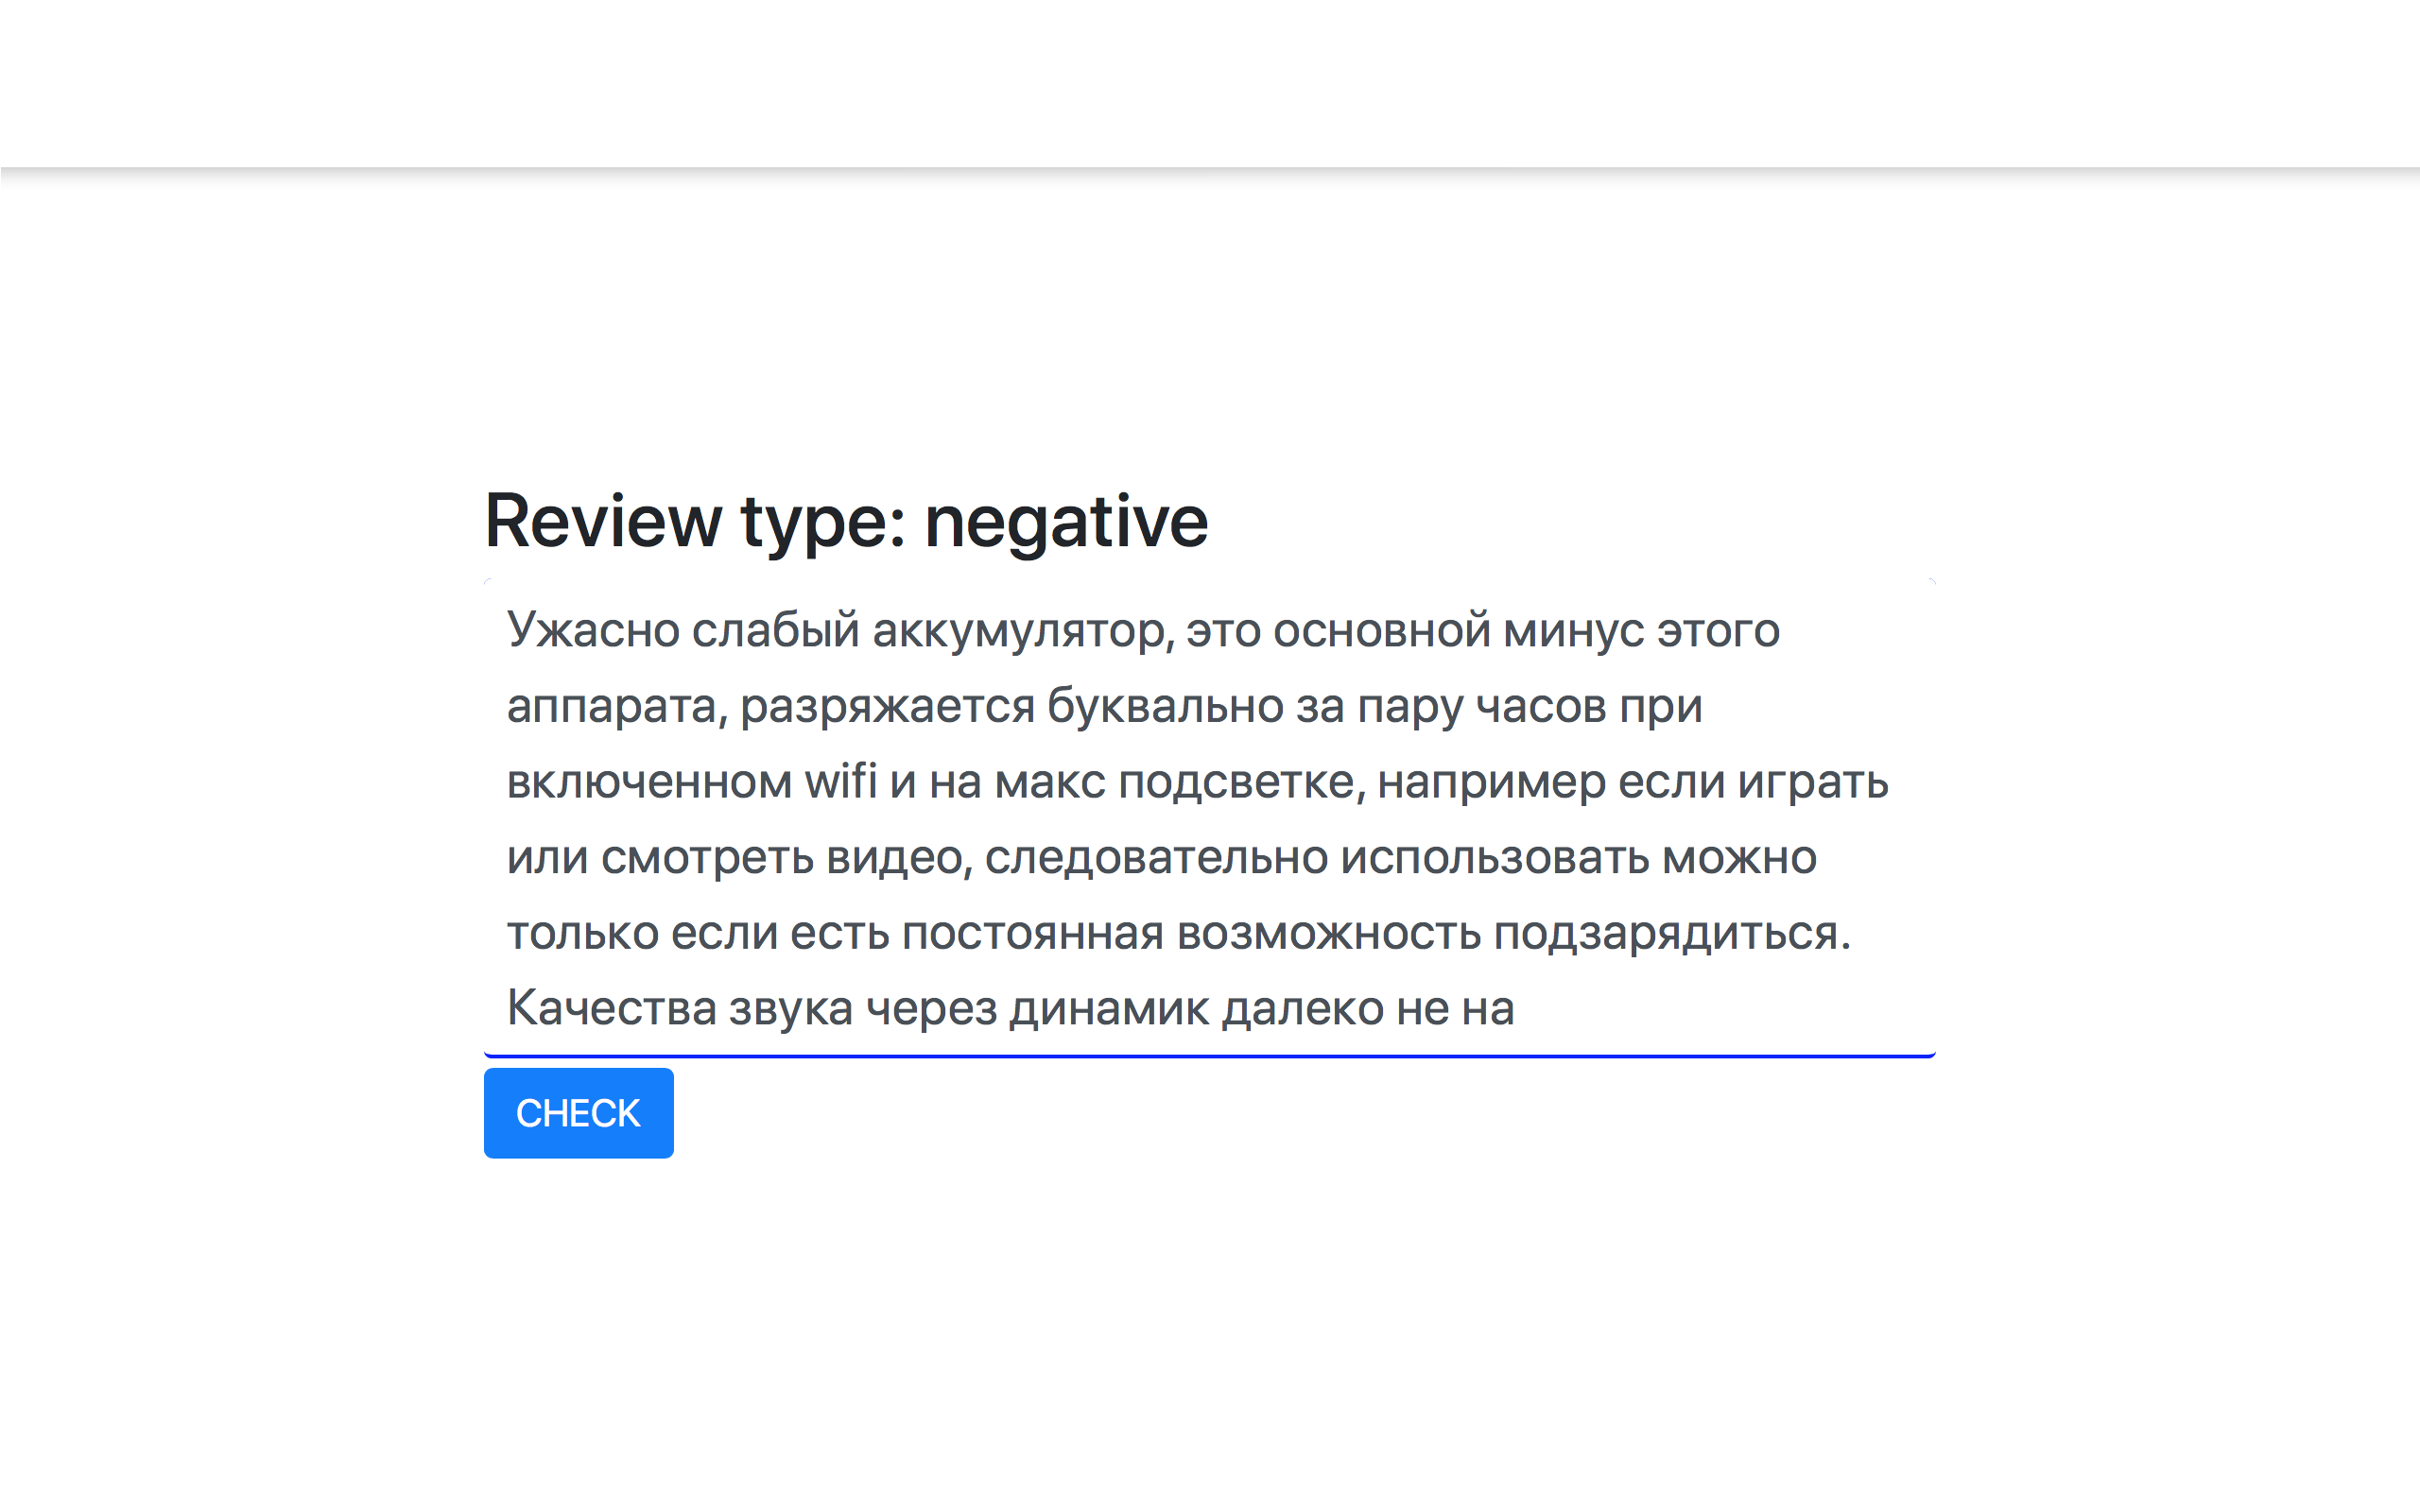 Review type: negative
Ужасно слабый аккумулятор, это основной минус этого
аппарата, разряжается буквально за пару часов при
включенном wifi и на макс подсветке, например если играть
или смотреть видео, следовательно использовать можно
только если есть постоянная возможность подзарядиться.
Качества звука через динамик далеко не на
CHECK